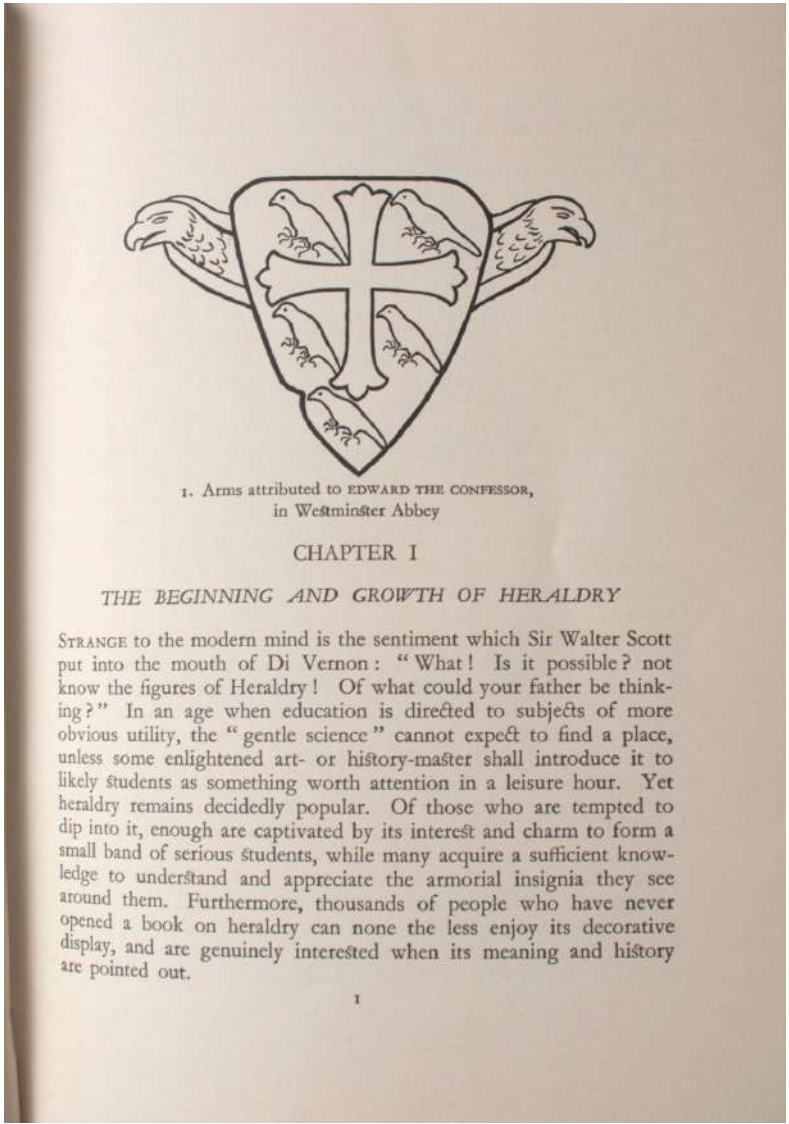 1. Arms attributed to EDWARD THE CONFESSOR,
in Westminster Abbey
CHAPTER I
THE BEGINNING AND GROWTH OF HERALDRY
STRANGE to the modern mind is the sentiment which Sir Walter Scott
put into the mouth of Di Vernon : “ What ! Is it possible ? not
know the figures of Heraldry ! Of what could your father be think-
ing ? ” In an age when education is directed to subjects of more
obvious utility, the “ gentle science ” cannot expect to find a place,
unless some enlightened art- or history-master shall introduce it to
likely students as something worth attention in a leisure hour. Yet
heraldry remains decidedly popular. Of those who are tempted to
dip into it, enough are captivated by its interest and charm to form a
small band of serious students, while many acquire a sufficient know-
ledge to understand and appreciate the armorial insignia they see
around them. Furthermore, thousands of people who have never
opened a book on heraldry can none the less enjoy its decorative
display, and are genuinely interested when its meaning and history
are pointed out.
1